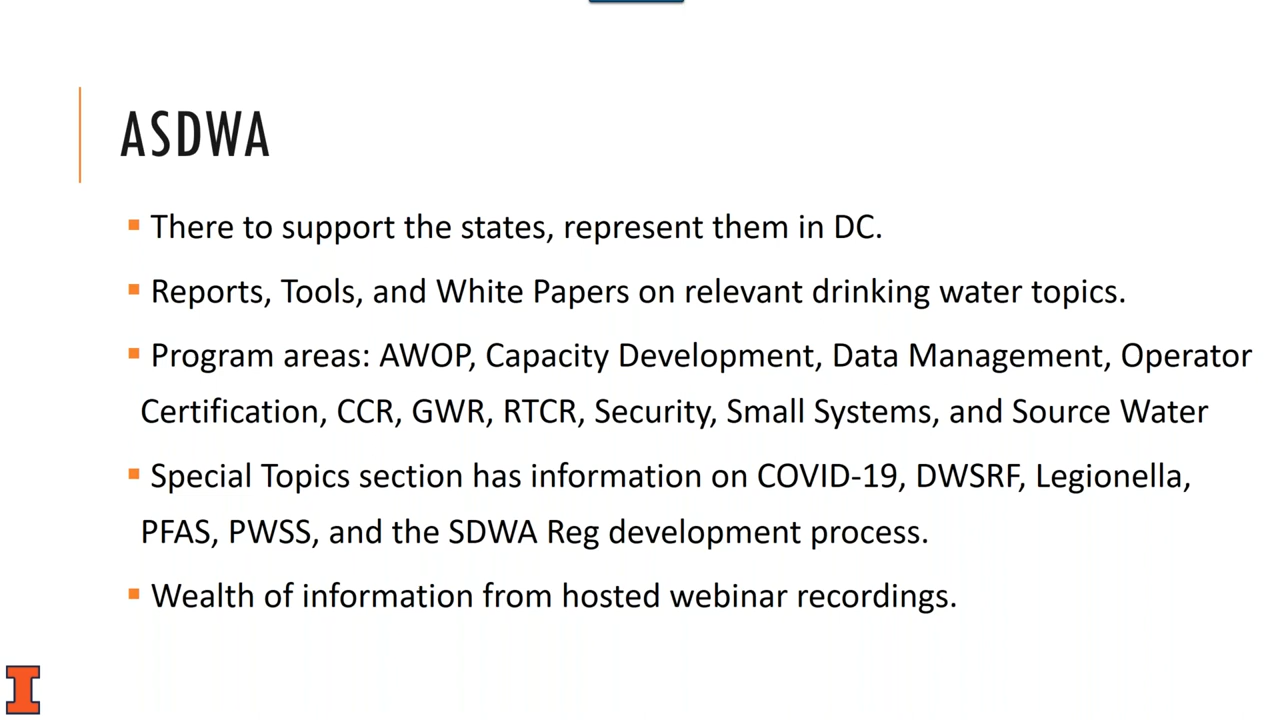 ASDWA
▪ There to support the states, represent them in DC.
▪ Reports, Tools, and White Papers on relevant drinking water topics.
▪ Program areas: AWOP, Capacity Development, Data Management, Operator
Certification, CCR, GWR, RTCR, Security, Small Systems, and Source Water
▪ Special Topics section has information on COVID-19, DWSRF, Legionella,
PFAS, PWSS, and the SDWA Reg development process.
▪ Wealth of information from hosted webinar recordings.
I